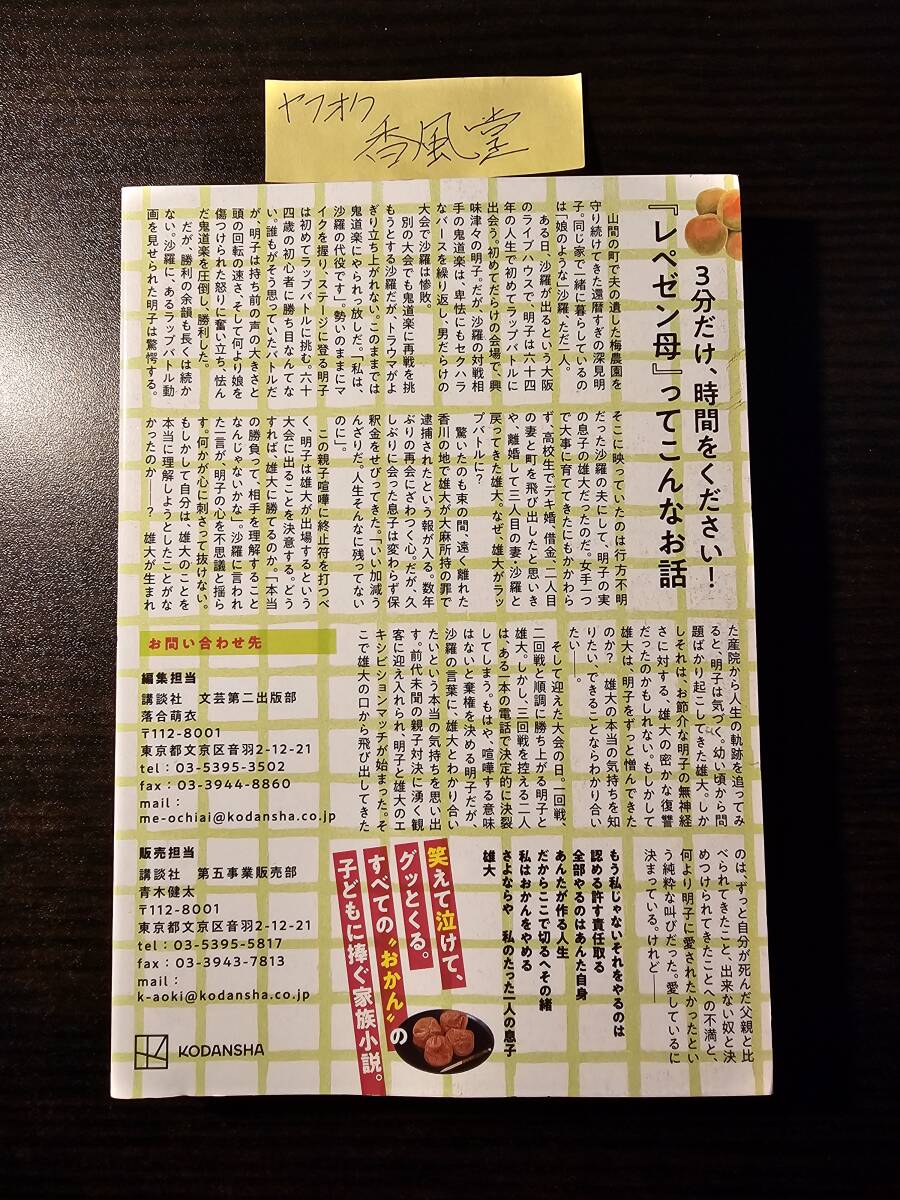 ヤフオク
香風堂
3分だけ、時間をください！
『レペゼン母』ってこんなお話
山間の町で夫の遺した梅農園を
守り続けてきた還暦すぎの深見明
子。同じ家で一緒に暮らしているの
は「娘のような」沙羅ただ一人。
ある日、沙羅が出るという大阪
のライブハウスで、明子は六十四
年の人生で初めてラップバトルに
出会う。初めてだらけの会場で、興
味津々の明子。だが、沙羅の対戦相
手の鬼道楽は、卑怯にもセクハラ
なバースを繰り返し、男だらけの
大会で沙羅は惨敗。
別の大会でも鬼道楽に再戦を挑
もうとする沙羅だが、トラウマがよ
ぎり立ち上がれない。このままでは
鬼道楽にやられっ放しだ。「私は、
沙羅の代役です」。勢いのままにマ
イクを握り、ステージに登る明子
は初めてラップバトルに挑む。六十
四歳の初心者に勝ち目なんてな
い。誰もがそう思っていたバトルだ
が、明子は持ち前の声の大きさと
頭の回転の速さ、そして何より娘を
傷つけられた怒りに奮い立ち、怯ん
だ鬼道楽を圧倒し、勝利した。
だが、勝利の余韻も長くは続か
ない。沙羅に、あるラップバトル動
画を見せられた明子は驚愕する。
そこに映っていたのは行方不明
だった沙羅の夫にして、明子の実
の息子の雄大だったのだ。女手一つ
で大事に育ててきたにもかかわら
ず、高校生でデキ婚、借金、二人目
の妻と町を飛び出したと思いき
や、離婚して三人目の妻・沙羅と
戻ってきた雄大。なぜ、雄大がラッ
プバトルに？
驚いたのも束の間、遠く離れた
香川の地で雄大が大麻所持の罪で
逮捕されたという報が入る。数年
ぶりの再会にざわつく心。だが、久
しぶりに会った息子は変わらず保
釈金をせびってきた。「いい加減う
んざりだ。人生そんなに残ってない
のに」。
この親子喧嘩に終止符を打つべ
く、明子は雄大が出場するという
大会に出ることを決意する。どう
すれば、雄大に勝てるのか。「本当
の勝負って、相手を理解すること
なんじゃないかな」。沙羅に言われ
た一言が、明子の心を不思議と揺ら
す。何かが心に刺さって抜けない。
もしかして自分は、雄大のことを
本当に理解しようとしたことがな
かったのか――？　雄大が生まれ
た産院から人生の軌跡を追ってみ
ると、明子は気づく。幼い頃から問
題ばかり起こしてきた雄大。しか
しそれは、お節介な明子の無神経
さに対する、雄大の密かな復讐
だったのかもしれない。もしかして
雄大は、明子をずっと憎んできた
のか？　雄大の本当の気持ちを知
りたい、できることならわかり合い
たい――。
そして迎えた大会の日。一回戦、
二回戦と順調に勝ち上がる明子と
雄大。しかし、三回戦を控える二人
は、ある一本の電話で決定的に決裂
してしまう。もはや、喧嘩する意味
はないと棄権を決める明子だが、
沙羅の言葉に、雄大とわかり合い
たいという本当の気持ちを思い出
す。前代未聞の親子対決に湧く観
客に迎え入れられ、明子と雄大のエ
キシビションマッチが始まった。そ
こで雄大の口から飛び出してきた
のは、ずっと自分が死んだ父親と比
べられてきたこと、出来ない奴と決
めつけられてきたことへの不満と、
何より明子に愛されたかったとい
う純粋な叫びだった。愛しているに
決まっている。けれど――
もう私じゃないそれをやるのは
認める許す責任取る
全部やるのはあんた自身
あんたが作る人生
だからここで切るへその緒
私はおかんをやめる
さよならや　私のたった一人の息子
雄大
笑えて泣けて、
グッとくる。
すべての“おかん”の
子どもに捧ぐ家族小説。
お問い合わせ先
編集担当
講談社　文芸第二出版部
落合萌衣
〒112-8001
東京都文京区音羽2-12-21
tel：03-5395-3502
fax：03-3944-8860
mail：
me-ochiai@kodansha.co.jp
販売担当
講談社　第五事業販売部
青木健太
〒112-8001
東京都文京区音羽2-12-21
tel：03-5395-5817
fax：03-3943-7813
mail：
k-aoki@kodansha.co.jp
KODANSHA